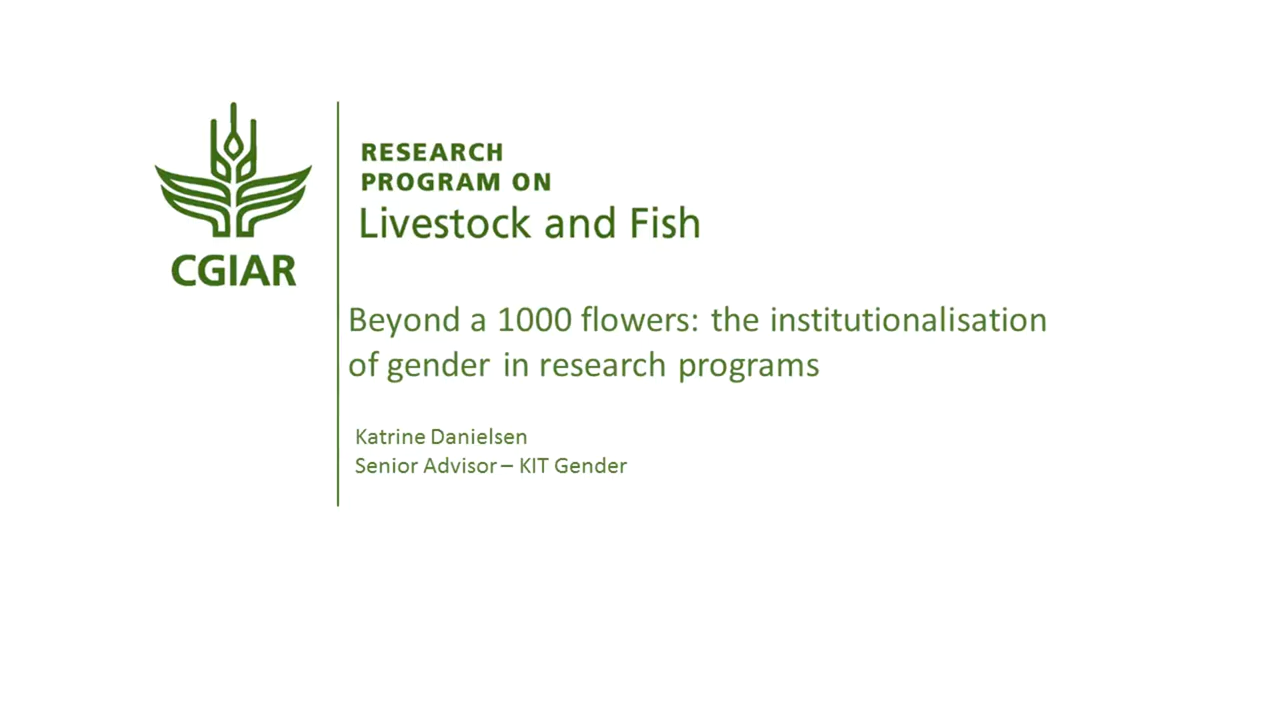 CGIAR
RESEARCH
PROGRAM ON
Livestock and Fish
Beyond a 1000 flowers: the institutionalisation
of gender in research programs
Katrine Danielsen
Senior Advisor – KIT Gender